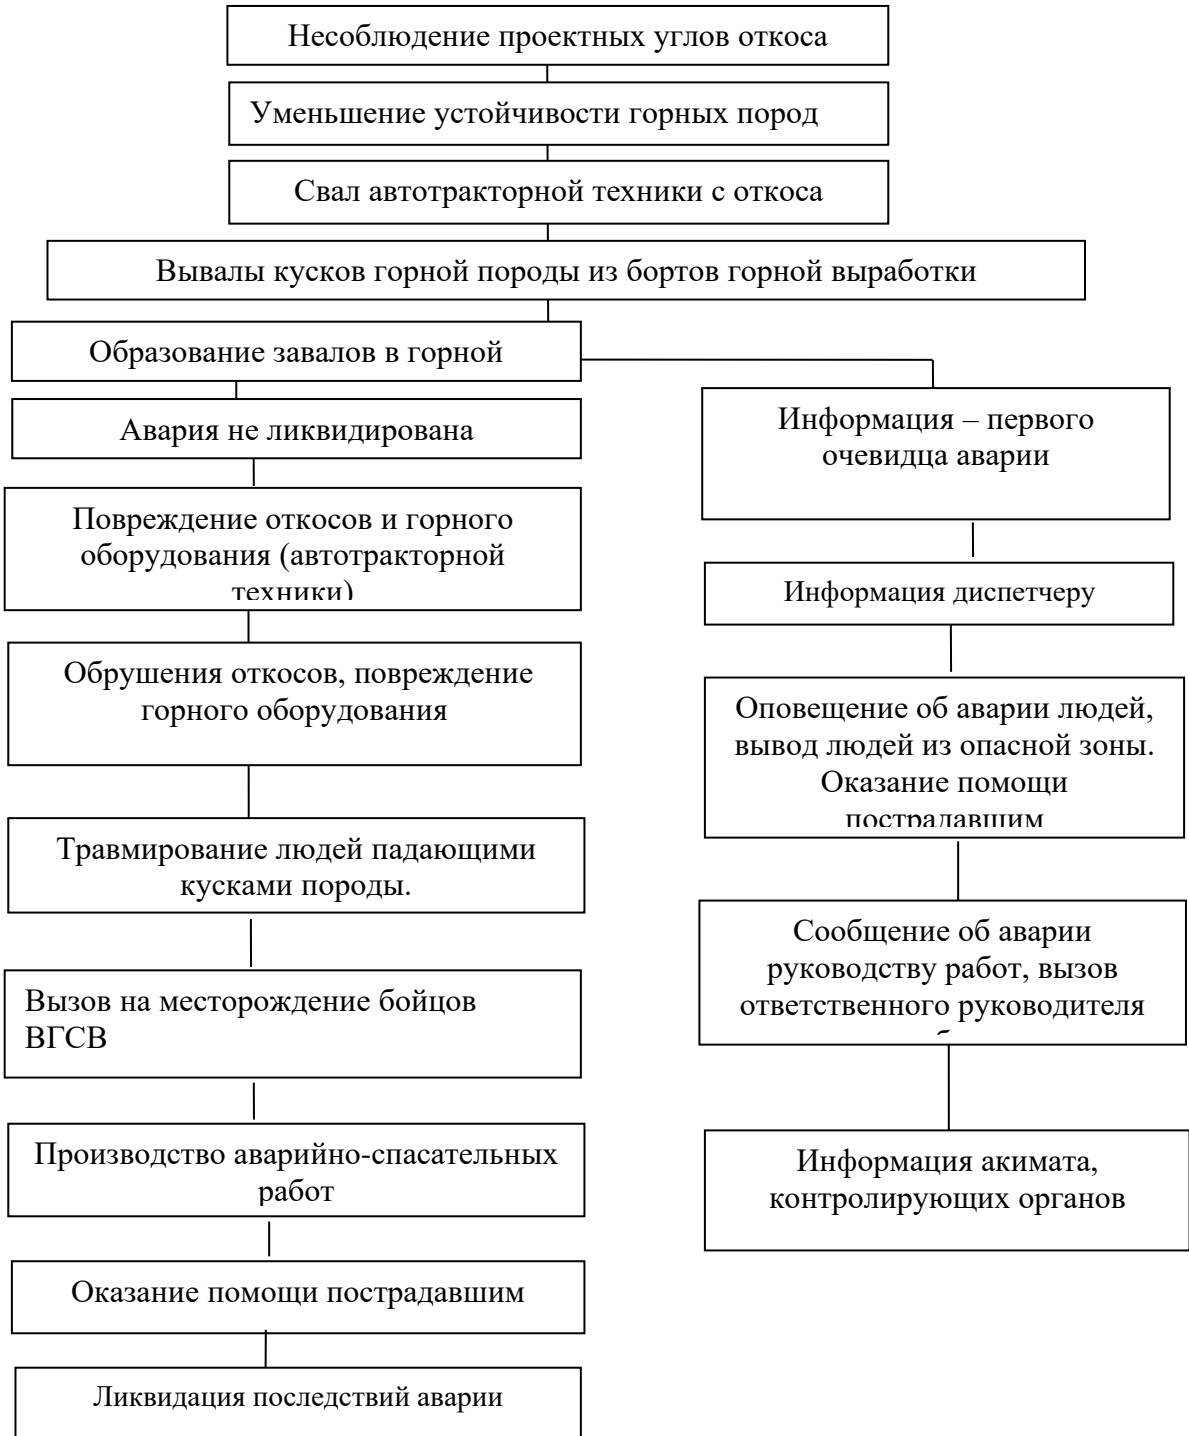 Несоблюдение проектных углов откоса
Уменьшение устойчивости горных пород
Свал автотракторной техники с откоса
Вывалы кусков горной породы из бортов горной выработки
Образование завалов в горной
Авария не ликвидирована
Повреждение откосов и горного
оборудования (автотракторной
техники)
Обрушения откосов, повреждение
горного оборудования
Травмирование людей падающими
кусками породы.
Вызов на месторождение бойцов
ВГСВ
Производство аварийно-спасательных
работ
Оказание помощи пострадавшим
Ликвидация последствий аварии
Информация – первого
очевидца аварии
Информация диспетчеру
Оповещение об аварии людей,
вывод людей из опасной зоны.
Оказание помощи
пострадавшим
Сообщение об аварии
руководству работ, вызов
ответственного руководителя
Информация акимата,
контролирующих органов